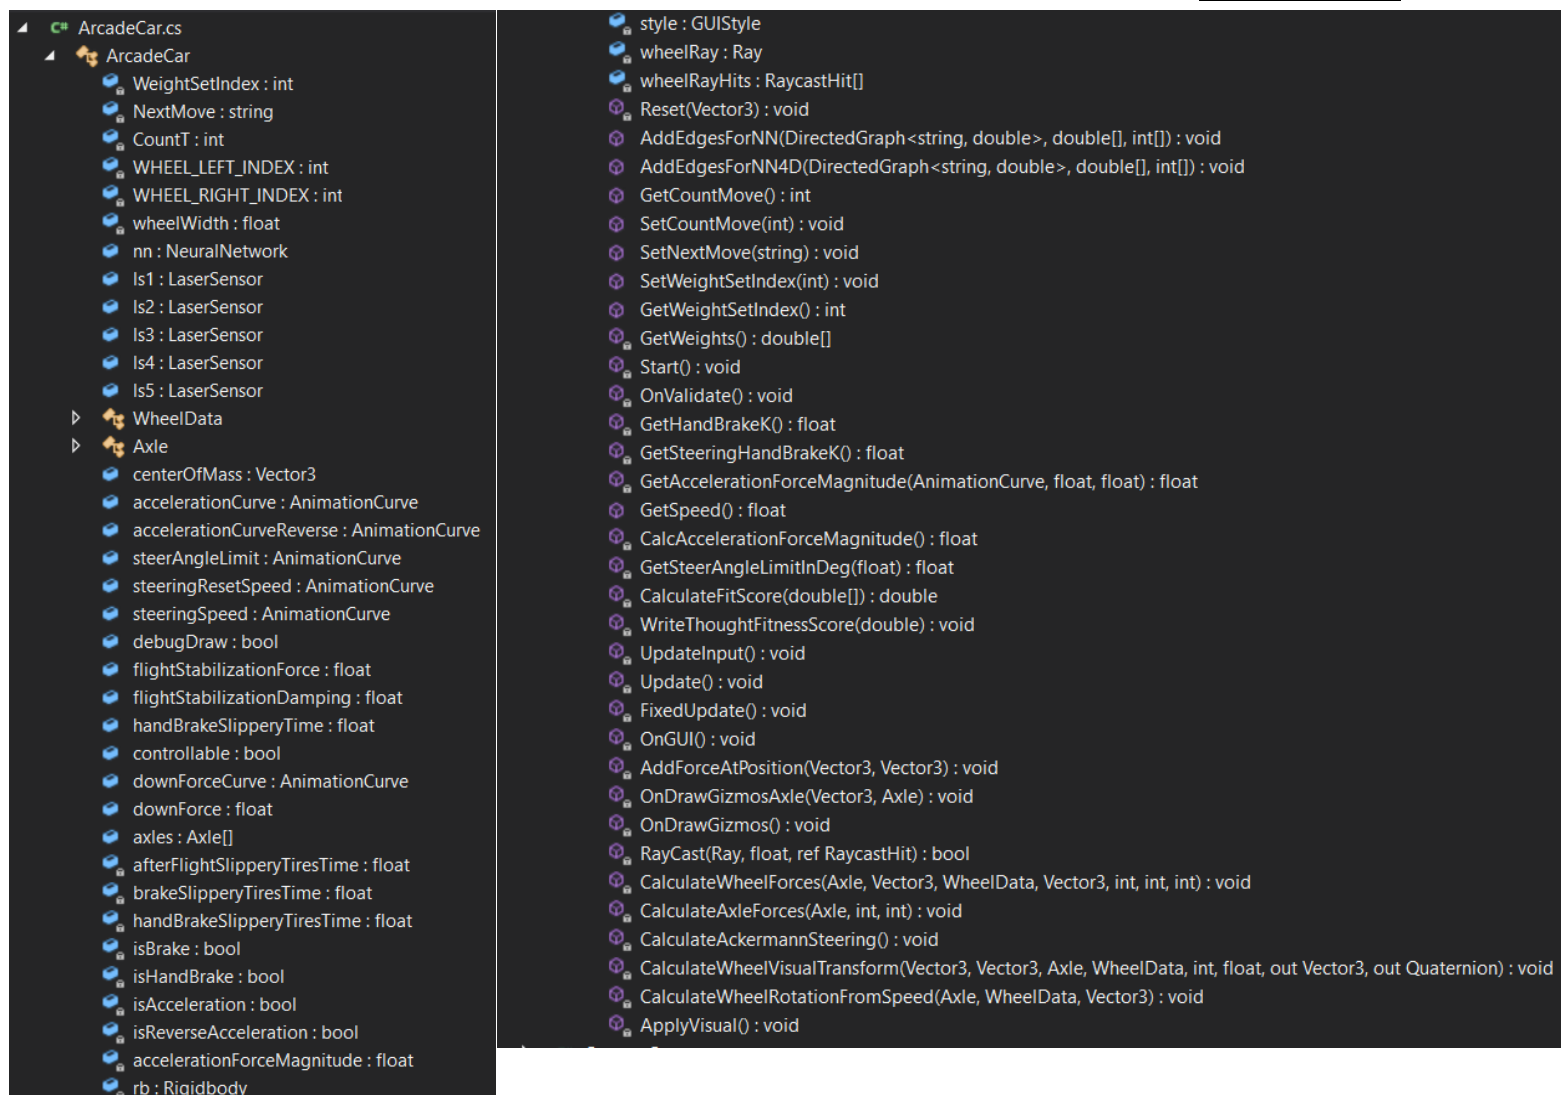 ArcadeCar.cs
ArcadeCar
WeightSetIndex : int
NextMove : string
CountT : int
WHEEL_LEFT_INDEX : int
WHEEL_RIGHT_INDEX : int
wheelWidth : float
nn : NeuralNetwork
ls1 : LaserSensor
ls2 : LaserSensor
ls3 : LaserSensor
ls4 : LaserSensor
ls5 : LaserSensor
WheelData
Axle
centerOfMass : Vector3
accelerationCurve : AnimationCurve
accelerationCurveReverse : AnimationCurve
steerAngleLimit : AnimationCurve
steeringResetSpeed : AnimationCurve
steeringSpeed : AnimationCurve
debugDraw : bool
flightStabilizationForce : float
flightStabilizationDamping : float
handBrakeSlipperyTime : float
controllable : bool
downForceCurve : AnimationCurve
downForce : float
axles : Axle[]
afterFlightSlipperyTiresTime : float
brakeSlipperyTiresTime : float
handBrakeSlipperyTiresTime : float
isBrake : bool
isHandBrake : bool
isAcceleration : bool
isReverseAcceleration : bool
accelerationForceMagnitude : float
rb : Rigidbody
style : GUIStyle
wheelRay : Ray
wheelRayHits : RaycastHit[]
Reset(Vector3) : void
AddEdgesForNN(DirectedGraph<string, double>, double[], int[]) : void
AddEdgesForNN4D(DirectedGraph<string, double>, double[], int[]) : void
GetCountMove() : int
SetCountMove(int) : void
SetNextMove(string) : void
SetWeightSetIndex(int) : void
GetWeightSetIndex() : int
GetWeights() : double[]
Start() : void
OnValidate() : void
GetHandBrakeK() : float
GetSteeringHandBrakeK() : float
GetAccelerationForceMagnitude(AnimationCurve, float, float) : float
GetSpeed() : float
CalcAccelerationForceMagnitude() : float
GetSteerAngleLimitInDeg(float) : float
CalculateFitScore(double[]) : double
WriteThoughtFitnessScore(double) : void
UpdateInput() : void
Update() : void
FixedUpdate() : void
OnGUI() : void
AddForceAtPosition(Vector3, Vector3) : void
OnDrawGizmosAxle(Vector3, Axle) : void
OnDrawGizmos() : void
RayCast(Ray, float, ref RaycastHit) : bool
CalculateWheelForces(Axle, Vector3, WheelData, Vector3, int, int, int) : void
CalculateAxleForces(Axle, int, int) : void
CalculateAckermannSteering() : void
CalculateWheelVisualTransform(Vector3, Vector3, Axle, WheelData, int, float, out Vector3, out Quaternion) : void
CalculateWheelRotationFromSpeed(Axle, WheelData, Vector3) : void
ApplyVisual() : void